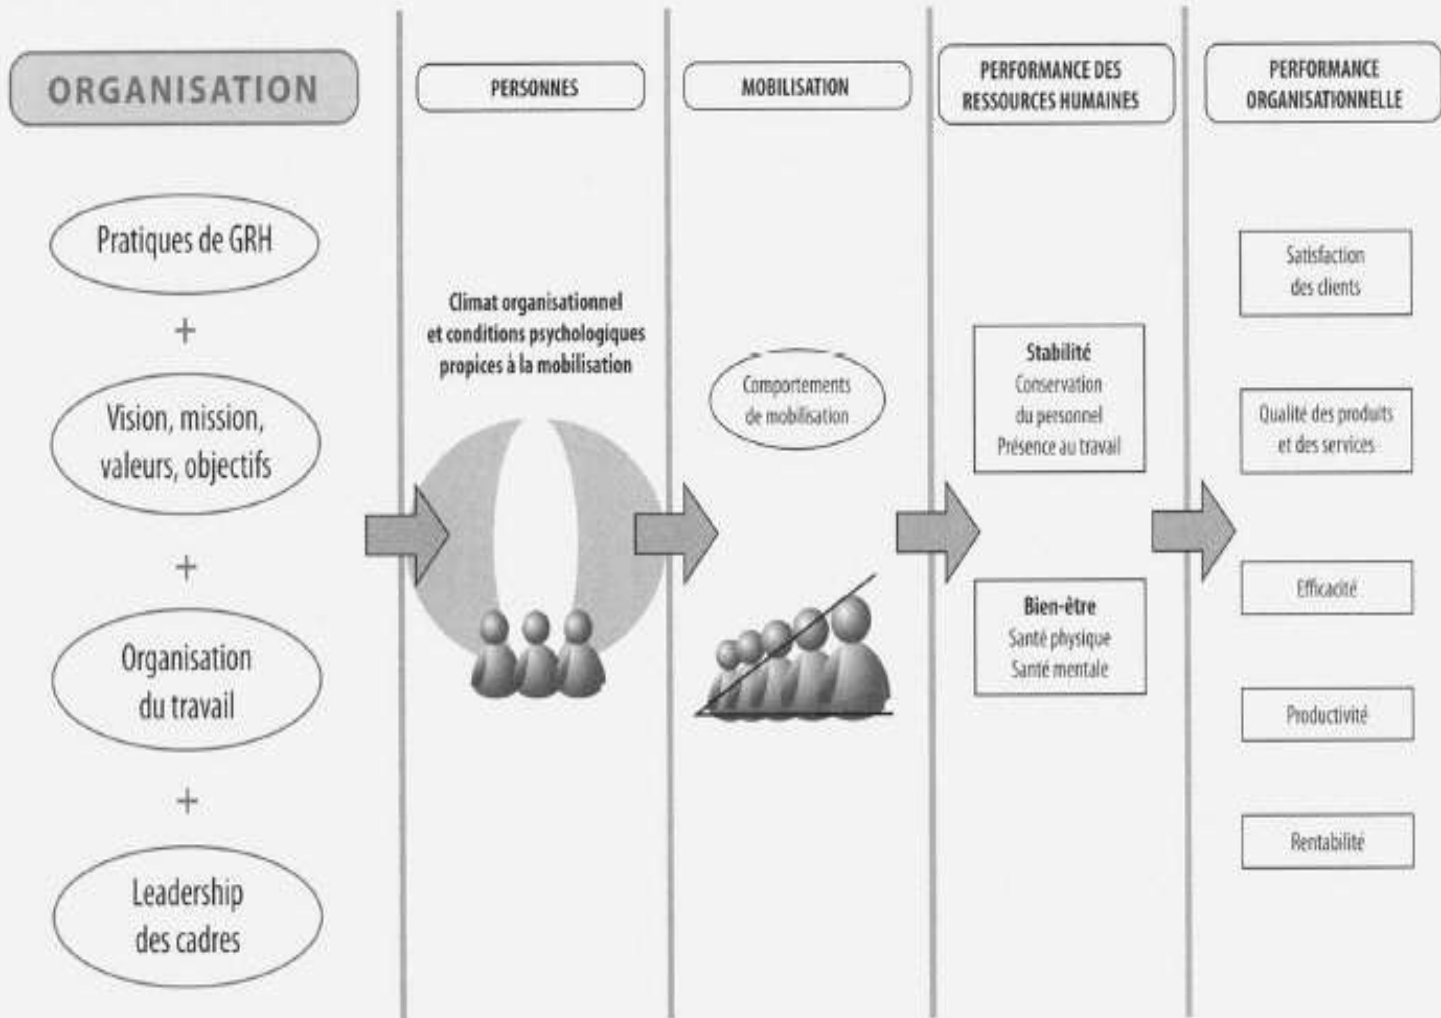 ORGANISATION
Pratiques de GRH
+
Vision, mission,
valeurs, objectifs
+
Organisation
du travail
+
Leadership
des cadres
PERSONNES
Climat organisationnel
et conditions psychologiques
propices à la mobilisation
MOBILISATION
Comportements
de mobilisation
PERFORMANCE DES
RESSOURCES HUMAINES
Stabilité
Conservation
du personnel
Présence au travail
Bien-être
Santé physique
Santé mentale
PERFORMANCE
ORGANISATIONNELLE
Satisfaction
des clients
Qualité des produits
et des services
Efficacité
Productivité
Rentabilité